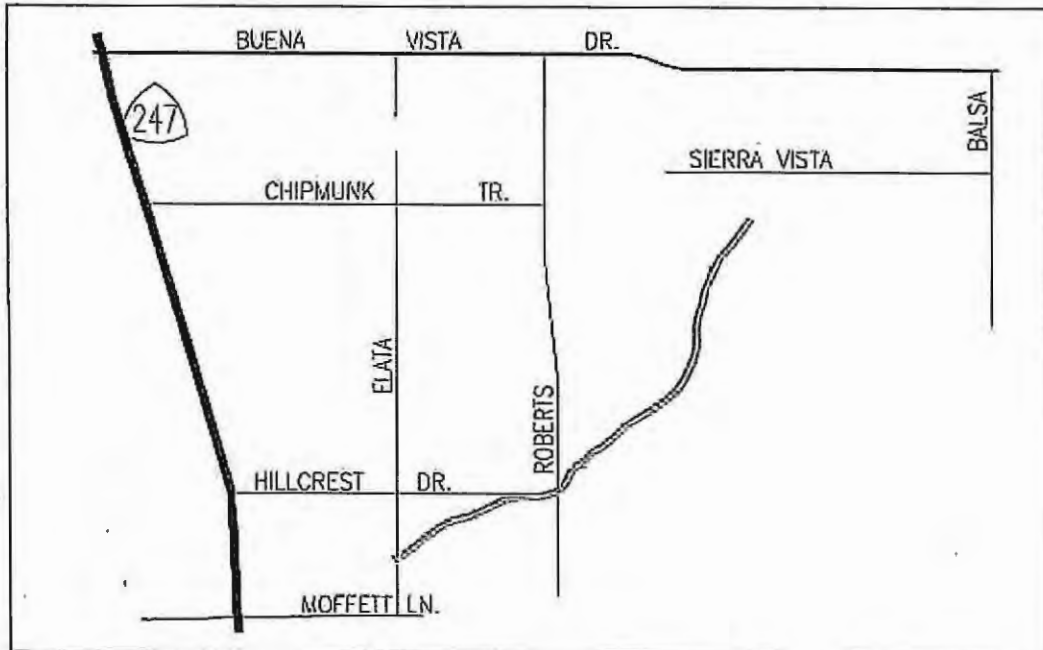 BUENA VISTA DR.
247
BALSA
SIERRA VISTA
CHIPMUNK TR.
ELATA
ROBERTS
HILLCREST DR.
MOFFETT LN.